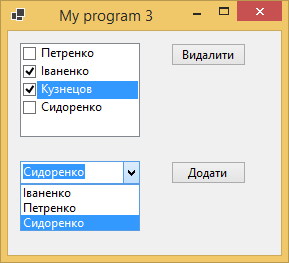 My program 3
Петренко
Іваненко
Кузнецов
Сидоренко
Видалити
Сидоренко
Додати
Іваненко
Петренко
Сидоренко